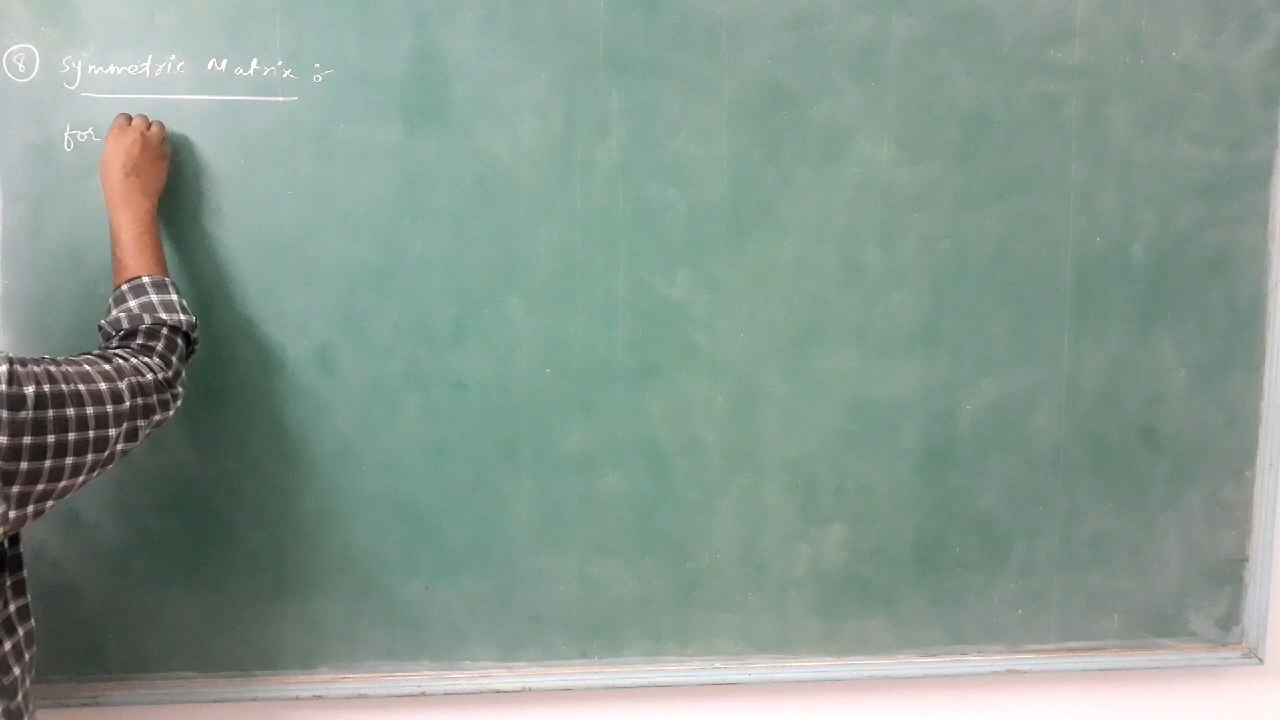 ⑧ Symmetric Matrix :-
for